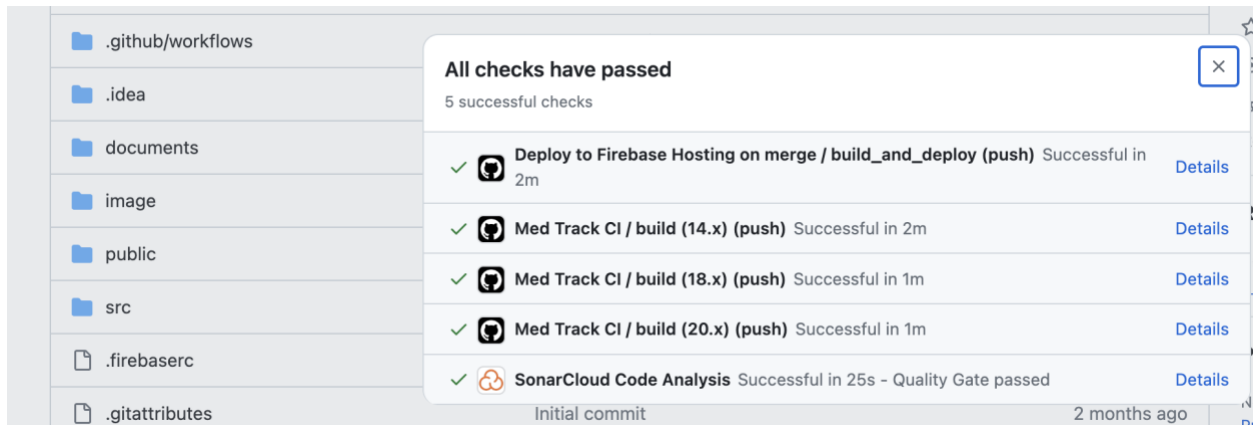 .github/workflows
.idea
documents
image
public
src
.firebaserc
.gitattributes
All checks have passed
5 successful checks
Deploy to Firebase Hosting on merge / build_and_deploy (push) Successful in
2m
Details
Med Track CI / build (14.x) (push) Successful in 2m
Details
Med Track CI / build (18.x) (push) Successful in 1m
Details
Med Track CI / build (20.x) (push) Successful in 1m
Details
SonarCloud Code Analysis Successful in 25s - Quality Gate passed
Details
Initial commit
2 months ago